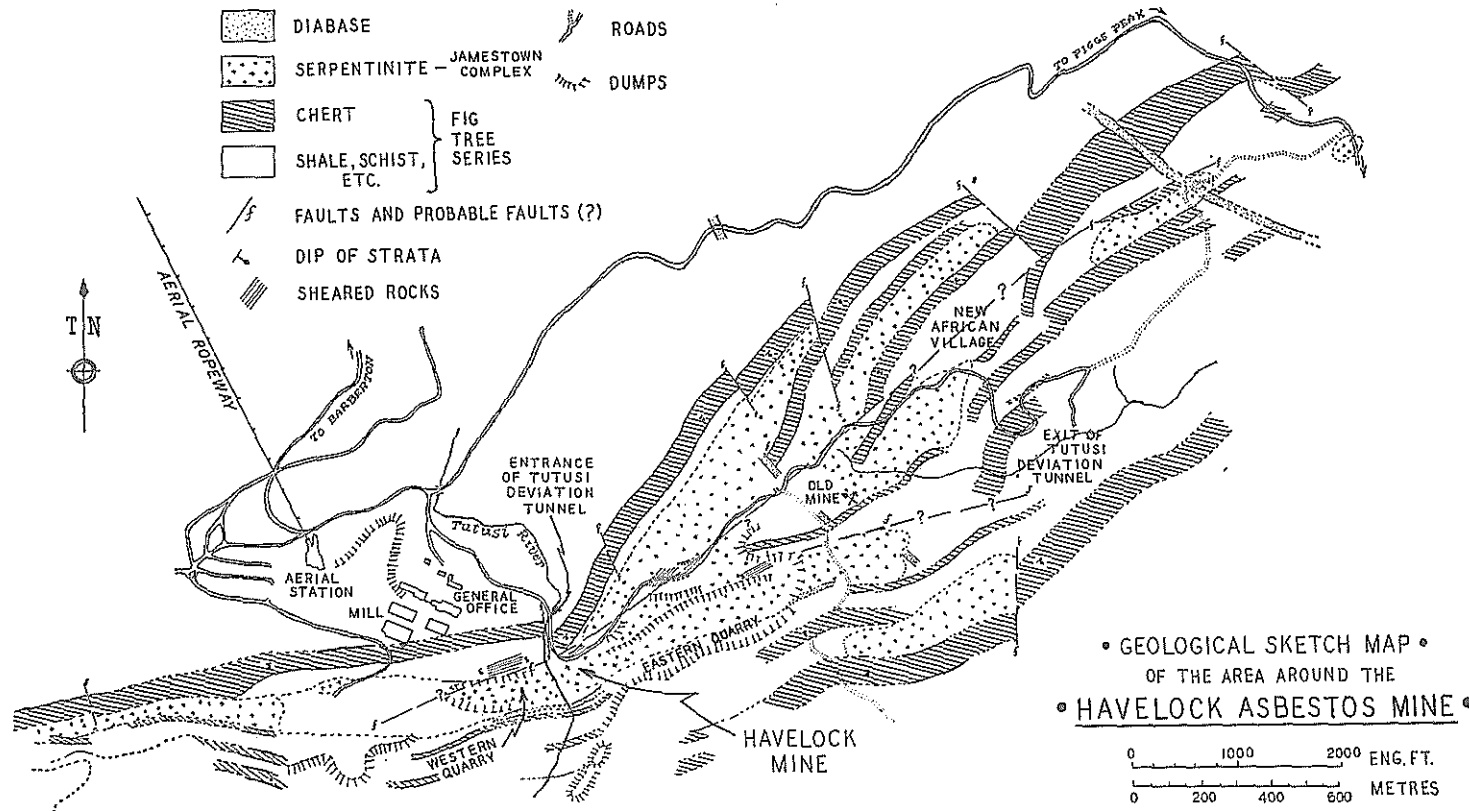 DIABASE
SERPENTINITE – JAMESTOWN COMPLEX
CHERT
SHALE, SCHIST, ETC.
FIG
TREE
SERIES
FAULTS AND PROBABLE FAULTS (?)
DIP OF STRATA
SHEARED ROCKS
ROADS
DUMPS
TO PIGGS PEAK
T N
AERIAL ROPEWAY
TO BARBERTON
ENTRANCE
OF TUTUSI
DEVIATION
TUNNEL
Tutusi River
AERIAL
STATION
MILL
GENERAL
OFFICE
NEW
AFRICAN
VILLAGE
OLD
MINE
EXIT OF
TUTUSI
DEVIATION
TUNNEL
EASTERN QUARRY
WESTERN
QUARRY
HAVELOCK
MINE
• GEOLOGICAL SKETCH MAP •
OF THE AREA AROUND THE
• HAVELOCK ASBESTOS MINE •
0 1000 2000 ENG. FT.
0 200 400 600 METRES